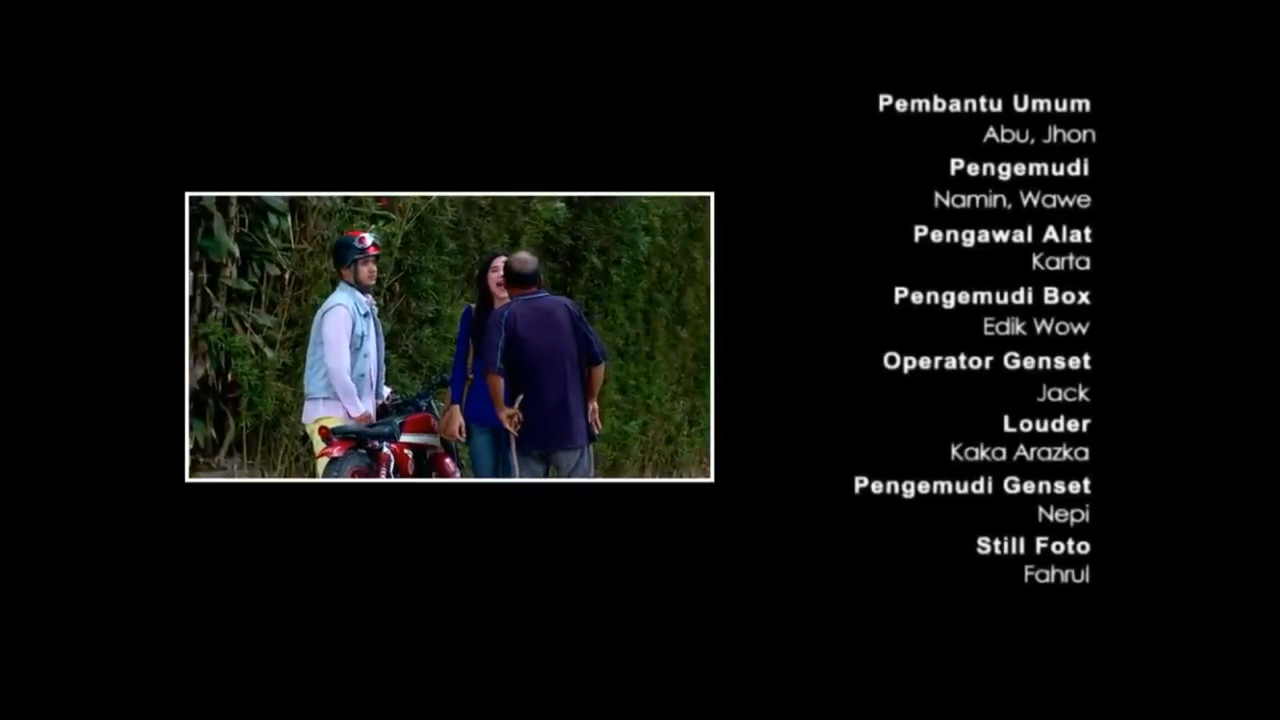 Pembantu Umum
Abu, Jhon
Pengemudi
Namin, Wawe
Pengawal Alat
Karta
Pengemudi Box
Edik Wow
Operator Genset
Jack
Louder
Kaka Arazka
Pengemudi Genset
Nepi
Still Foto
Fahrul